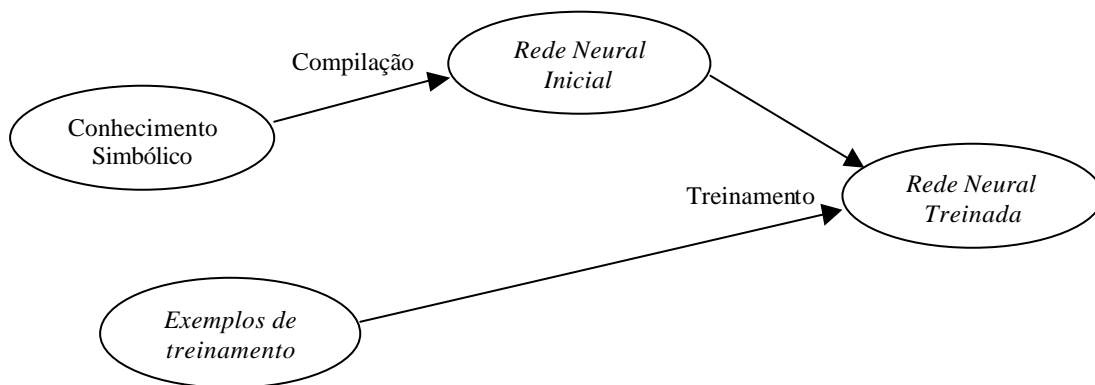 Compilação
Rede Neural
Inicial
Conhecimento
Simbólico
Treinamento
Rede Neural
Treinada
Exemplos de
treinamento